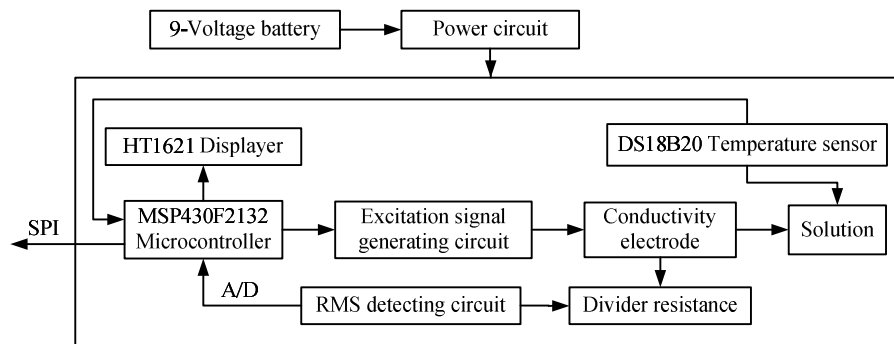 9-Voltage battery
Power circuit
HT1621 Displayer
DS18B20 Temperature sensor
MSP430F2132
Microcontroller
Excitation signal
generating circuit
Conductivity
electrode
Solution
SPI
A/D
RMS detecting circuit
Divider resistance